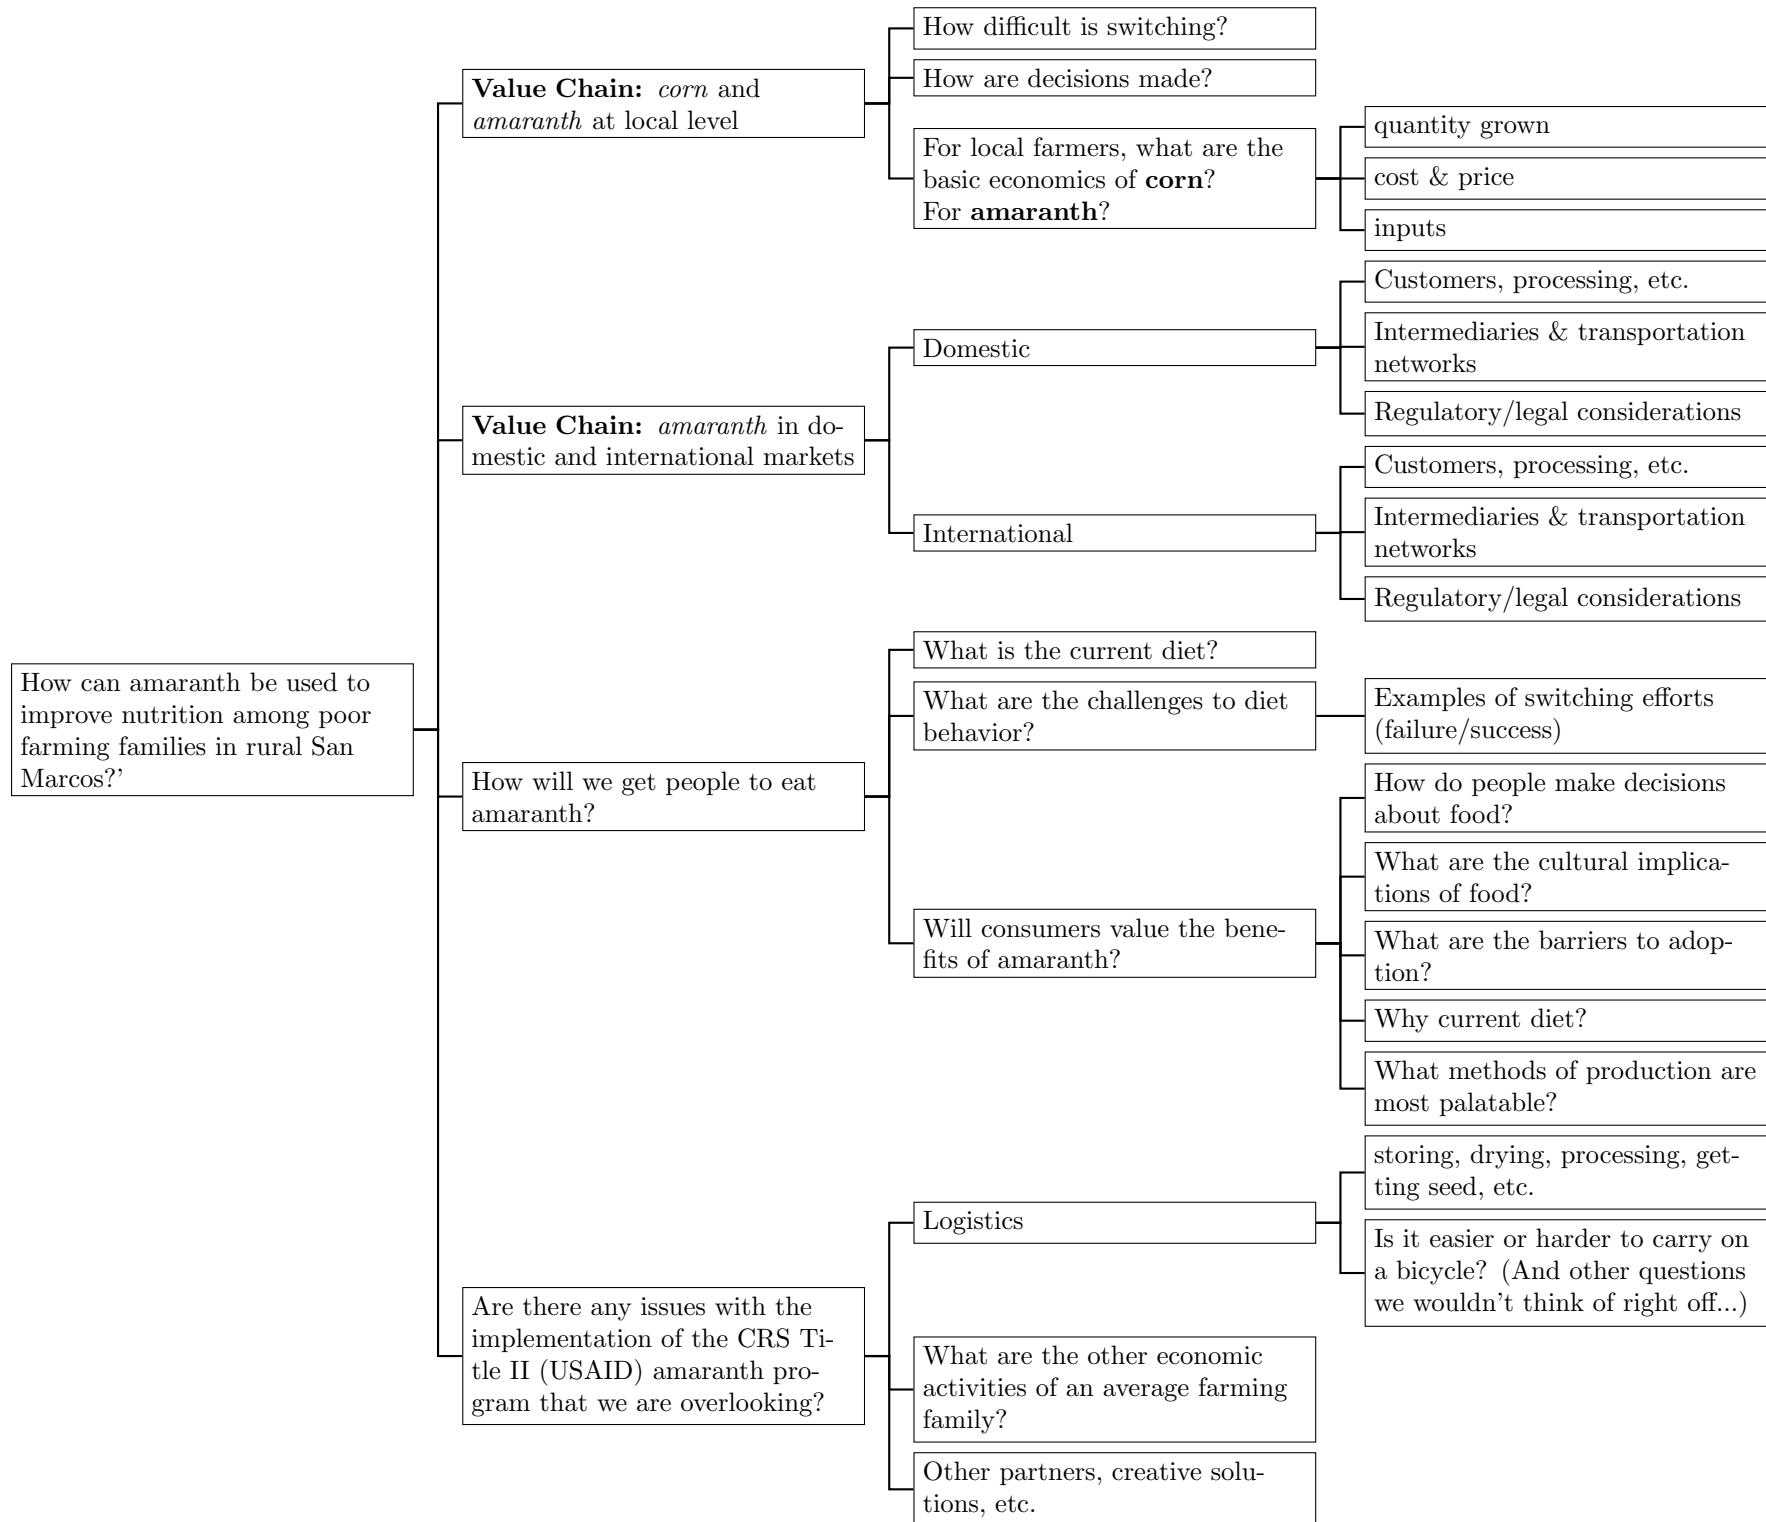 How can amaranth be used to
improve nutrition among poor
farming families in rural San
Marcos?’
Value Chain: corn and
amaranth at local level
How difficult is switching?
How are decisions made?
For local farmers, what are the
basic economics of corn?
For amaranth?
quantity grown
cost & price
inputs
Value Chain: amaranth in do-
mestic and international markets
Domestic
Customers, processing, etc.
Intermediaries & transportation
networks
Regulatory/legal considerations
International
Customers, processing, etc.
Intermediaries & transportation
networks
Regulatory/legal considerations
How will we get people to eat
amaranth?
What is the current diet?
What are the challenges to diet
behavior?
Examples of switching efforts
(failure/success)
Will consumers value the bene-
fits of amaranth?
How do people make decisions
about food?
What are the cultural implica-
tions of food?
What are the barriers to adop-
tion?
Why current diet?
What methods of production are
most palatable?
Are there any issues with the
implementation of the CRS Ti-
tle II (USAID) amaranth pro-
gram that we are overlooking?
Logistics
storing, drying, processing, get-
ting seed, etc.
Is it easier or harder to carry on
a bicycle? (And other questions
we wouldn’t think of right off...)
What are the other economic
activities of an average farming
family?
Other partners, creative solu-
tions, etc.